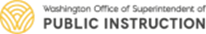 Washington Office of Superintendent of
PUBLIC INSTRUCTION